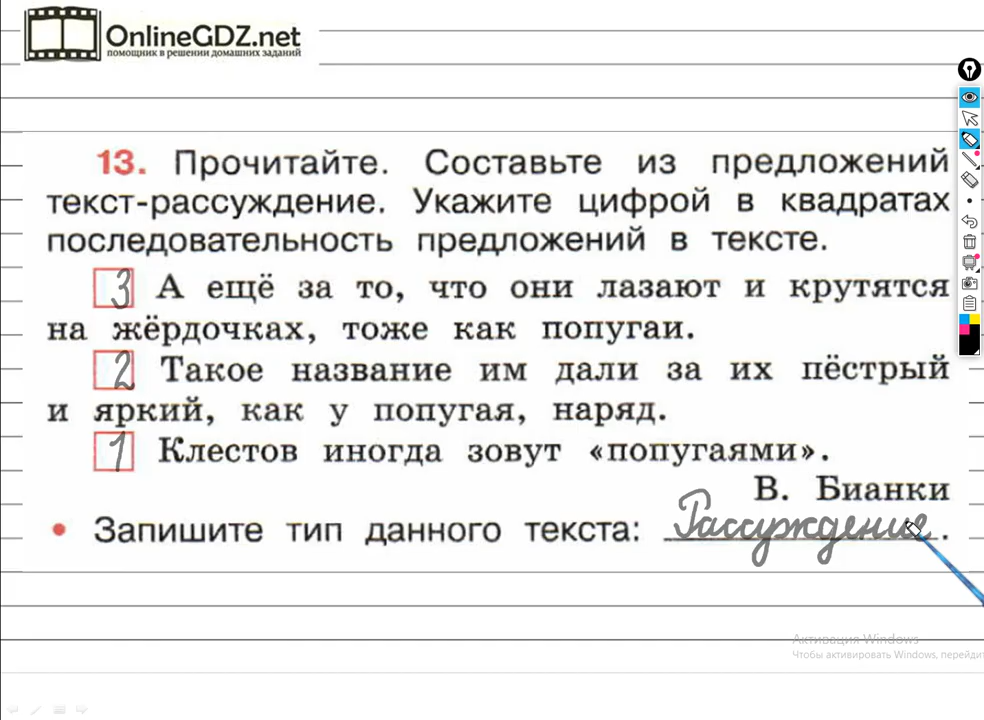 OnlineGDZ.net
помощник в решении домашних заданий
13. Прочитайте. Составьте из предложений
текст-рассуждение. Укажите цифрой в квадратах
последовательность предложений в тексте.
3 А ещё за то, что они лазают и крутятся
на жёрдочках, тоже как попугаи.
2 Такое название им дали за их пёстрый
и яркий, как у попугая, наряд.
1 Клестов иногда зовут «попугаями».
В. Бианки
• Запишите тип данного текста: Рассуждение.
Активация Windows
Чтобы активировать Windows, перейдит